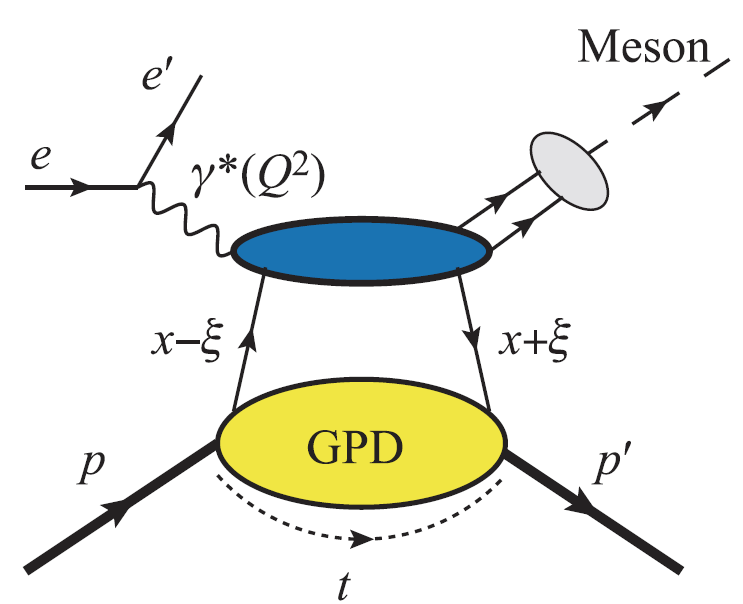 Meson
e′
e
γ*(Q²)
x−ξ
x+ξ
GPD
p
p′
t